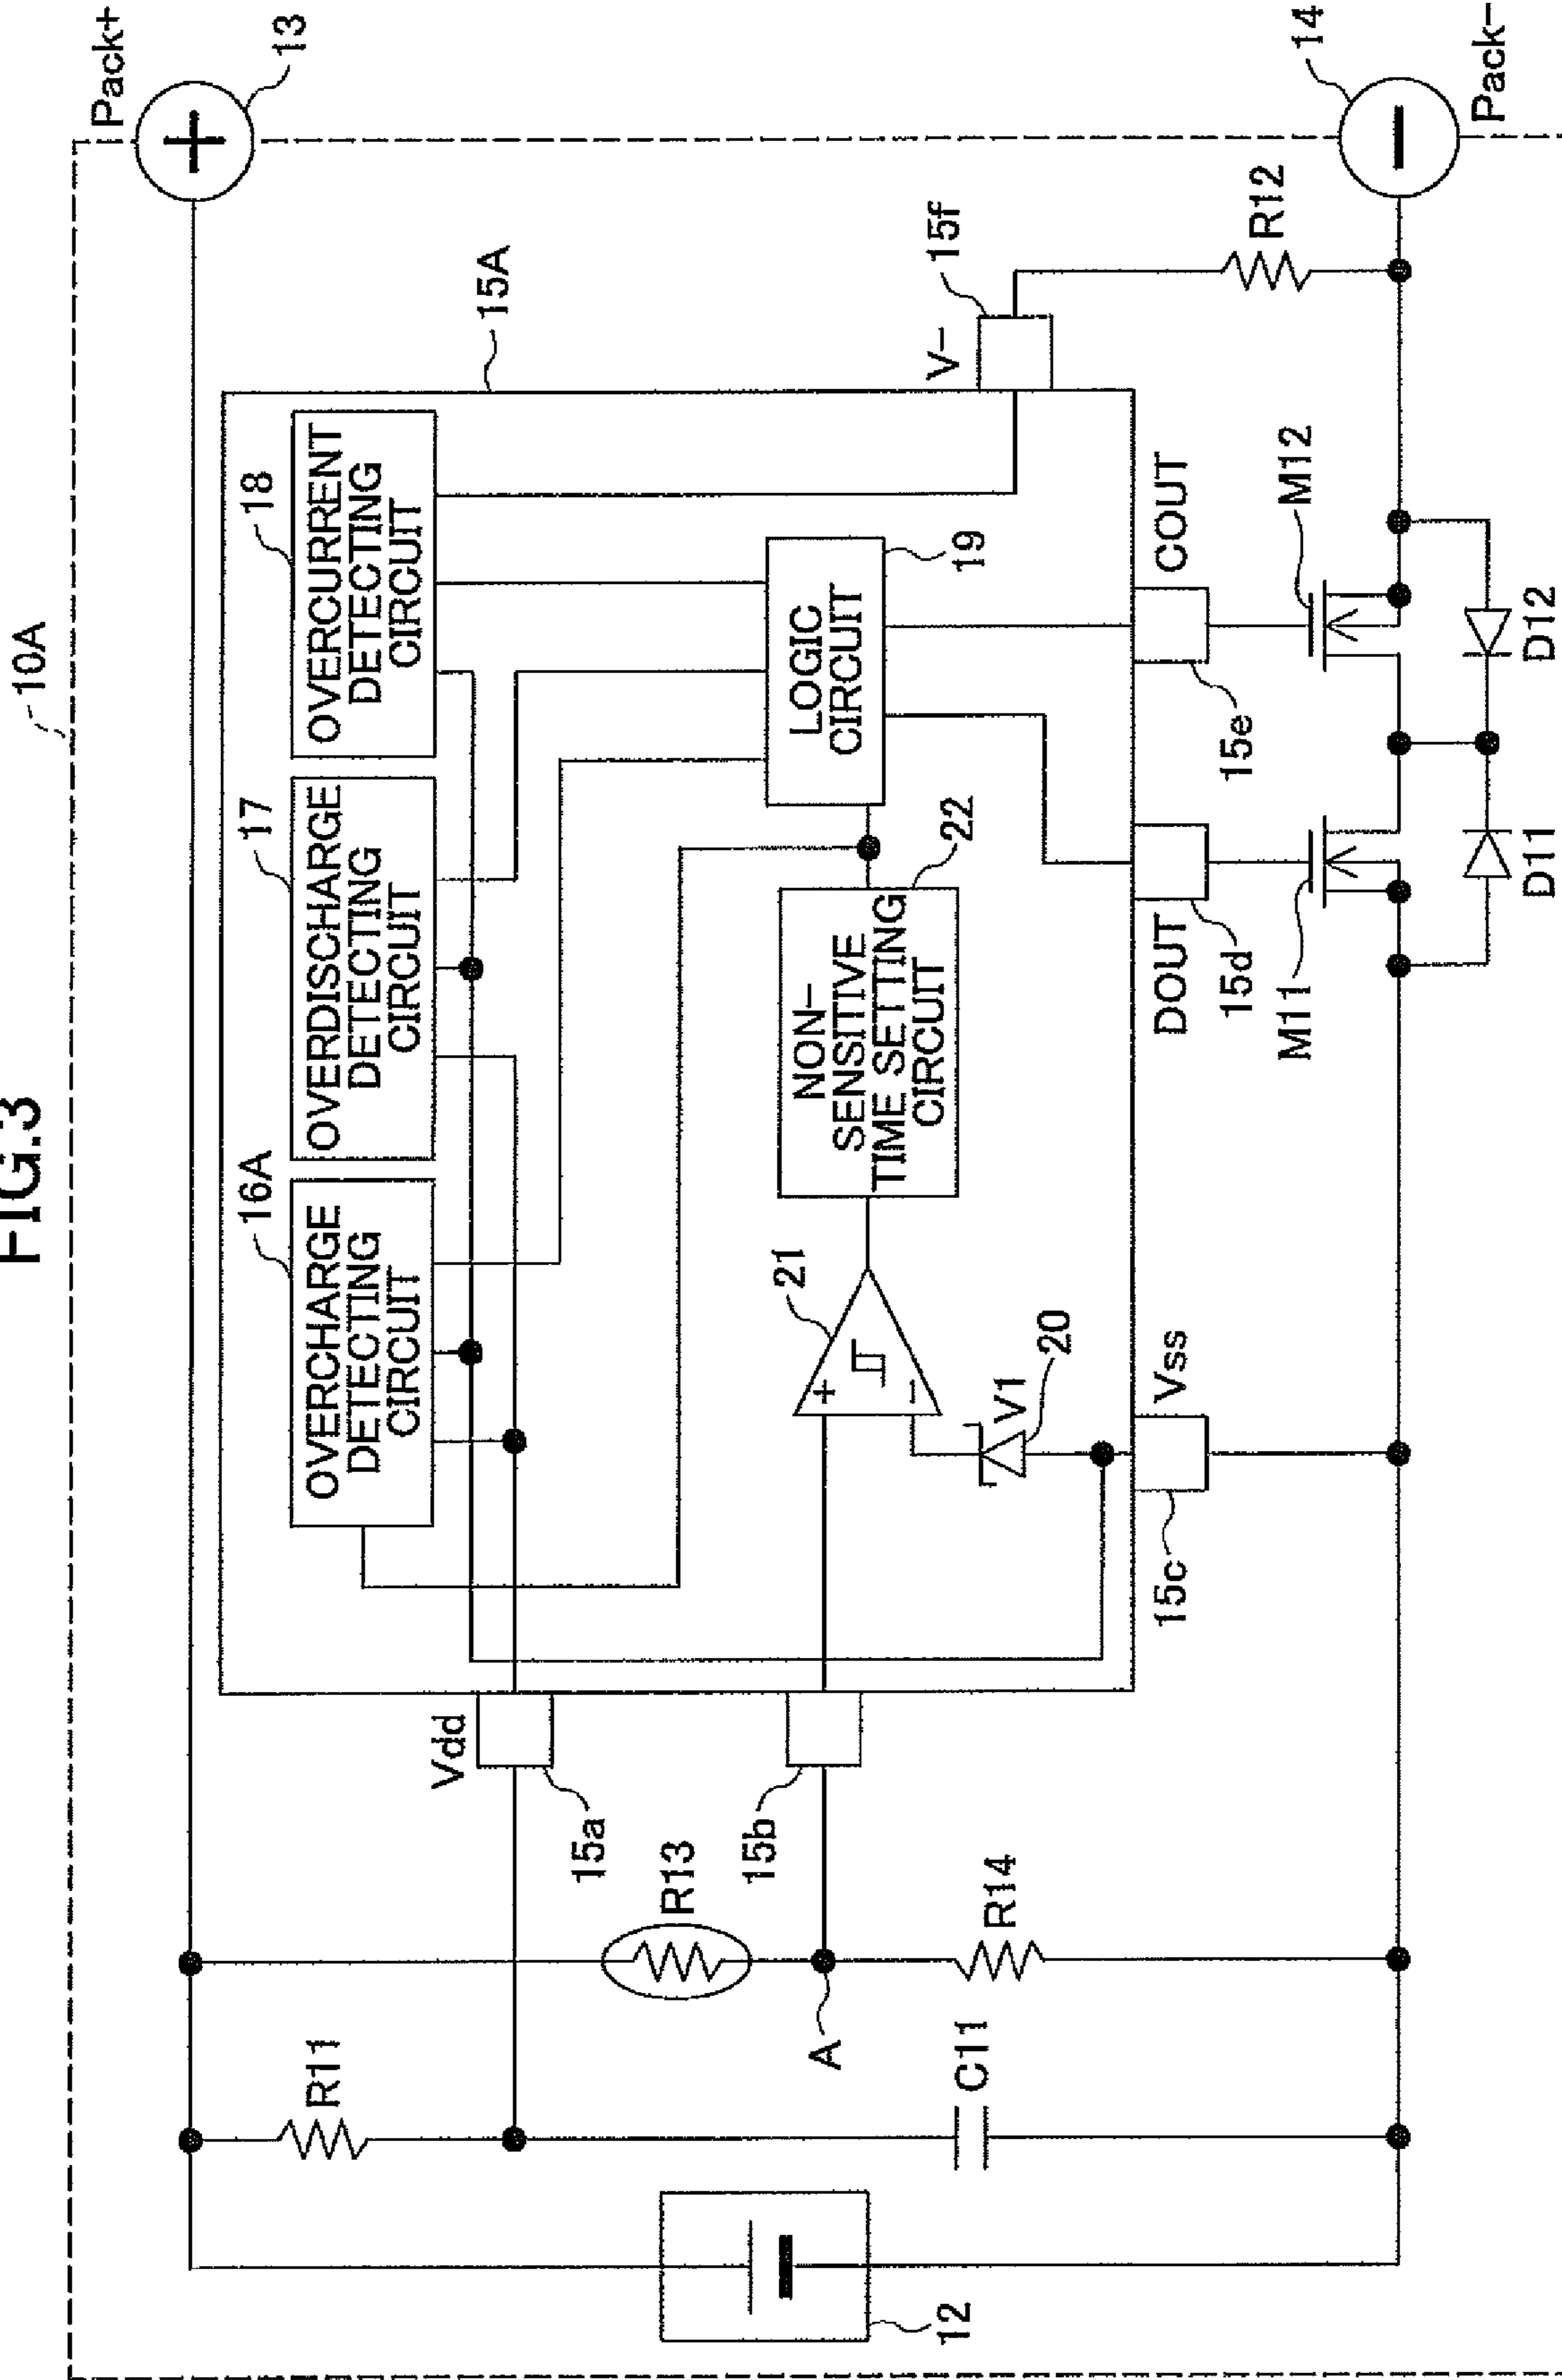 FIG.3
10A
Pack+
13
15A
16A
OVERCHARGE
DETECTING
CIRCUIT
17
OVERDISCHARGE
DETECTING
CIRCUIT
18
OVERCURRENT
DETECTING
CIRCUIT
R11
Vdd
15a
R13
15b
A
R14
C11
12
21
+
−
V1
20
NON−
SENSITIVE
TIME SETTING
CIRCUIT
22
LOGIC
CIRCUIT
19
V−
15f
R12
Vss
15c
DOUT
15d
COUT
15e
M11
M12
D11
D12
14
Pack−